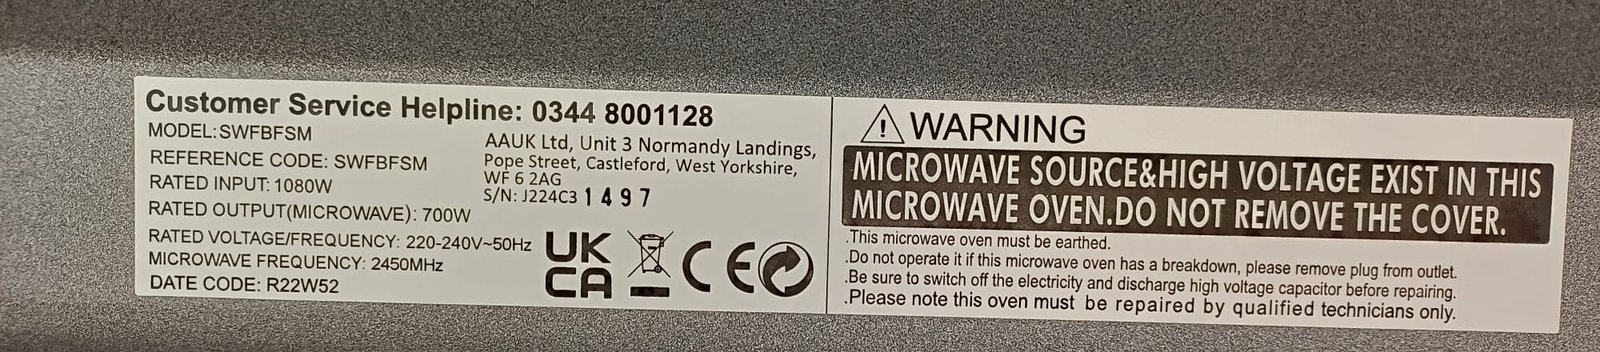 Customer Service Helpline: 0344 8001128
MODEL:SWFBFSM
REFERENCE CODE: SWFBFSM
RATED INPUT: 1080W
RATED OUTPUT(MICROWAVE): 700W
RATED VOLTAGE/FREQUENCY: 220-240V~50Hz
MICROWAVE FREQUENCY: 2450MHz
DATE CODE: R22W52
AAUK Ltd, Unit 3 Normandy Landings,
Pope Street, Castleford, West Yorkshire,
WF 6 2AG
S/N: J224C3 1497
UK
CA
CE
WARNING
MICROWAVE SOURCE&HIGH VOLTAGE EXIST IN THIS
MICROWAVE OVEN.DO NOT REMOVE THE COVER.
.This microwave oven must be earthed.
.Do not operate it if this microwave oven has a breakdown, please remove plug from outlet.
.Be sure to switch off the electricity and discharge high voltage capacitor before repairing.
.Please note this oven must be repaired by qualified technicians only.